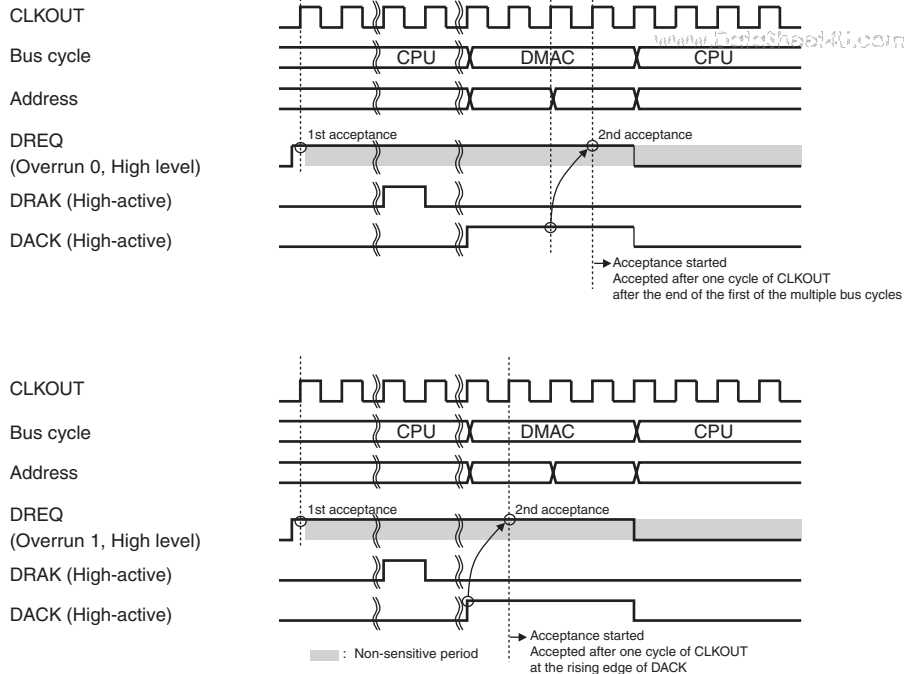 CLKOUT
www.DataSheet4U.com
Bus cycle
CPU DMAC CPU
Address
DREQ
(Overrun 0, High level)
1st acceptance
2nd acceptance
DRAK (High-active)
DACK (High-active)
Acceptance started
Accepted after one cycle of CLKOUT
after the end of the first of the multiple bus cycles
CLKOUT
Bus cycle
CPU DMAC CPU
Address
DREQ
(Overrun 1, High level)
1st acceptance
2nd acceptance
DRAK (High-active)
DACK (High-active)
: Non-sensitive period
Acceptance started
Accepted after one cycle of CLKOUT
at the rising edge of DACK